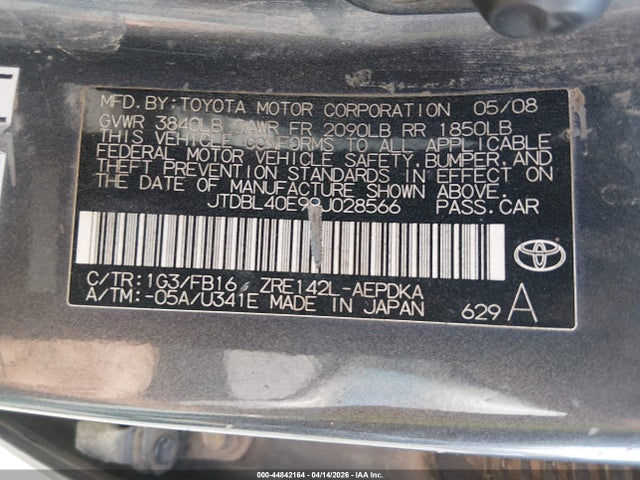 MFD. BY: TOYOTA MOTOR CORPORATION 05/08
GVWR 3840LB GAWR FR 2090LB RR 1850LB
THIS VEHICLE CONFORMS TO ALL APPLICABLE
FEDERAL MOTOR VEHICLE SAFETY, BUMPER, AND
THEFT PREVENTION STANDARDS IN EFFECT ON
THE DATE OF MANUFACTURE SHOWN ABOVE.
JTDBL40E99J028566 PASS.CAR
C/TR: 1G3/FB16 ZRE142L-AEPDKA
A/TM: -05A/U341E MADE IN JAPAN
629 A
000-44842164 | 04/14/2026 - IAA, Inc. - Copyright